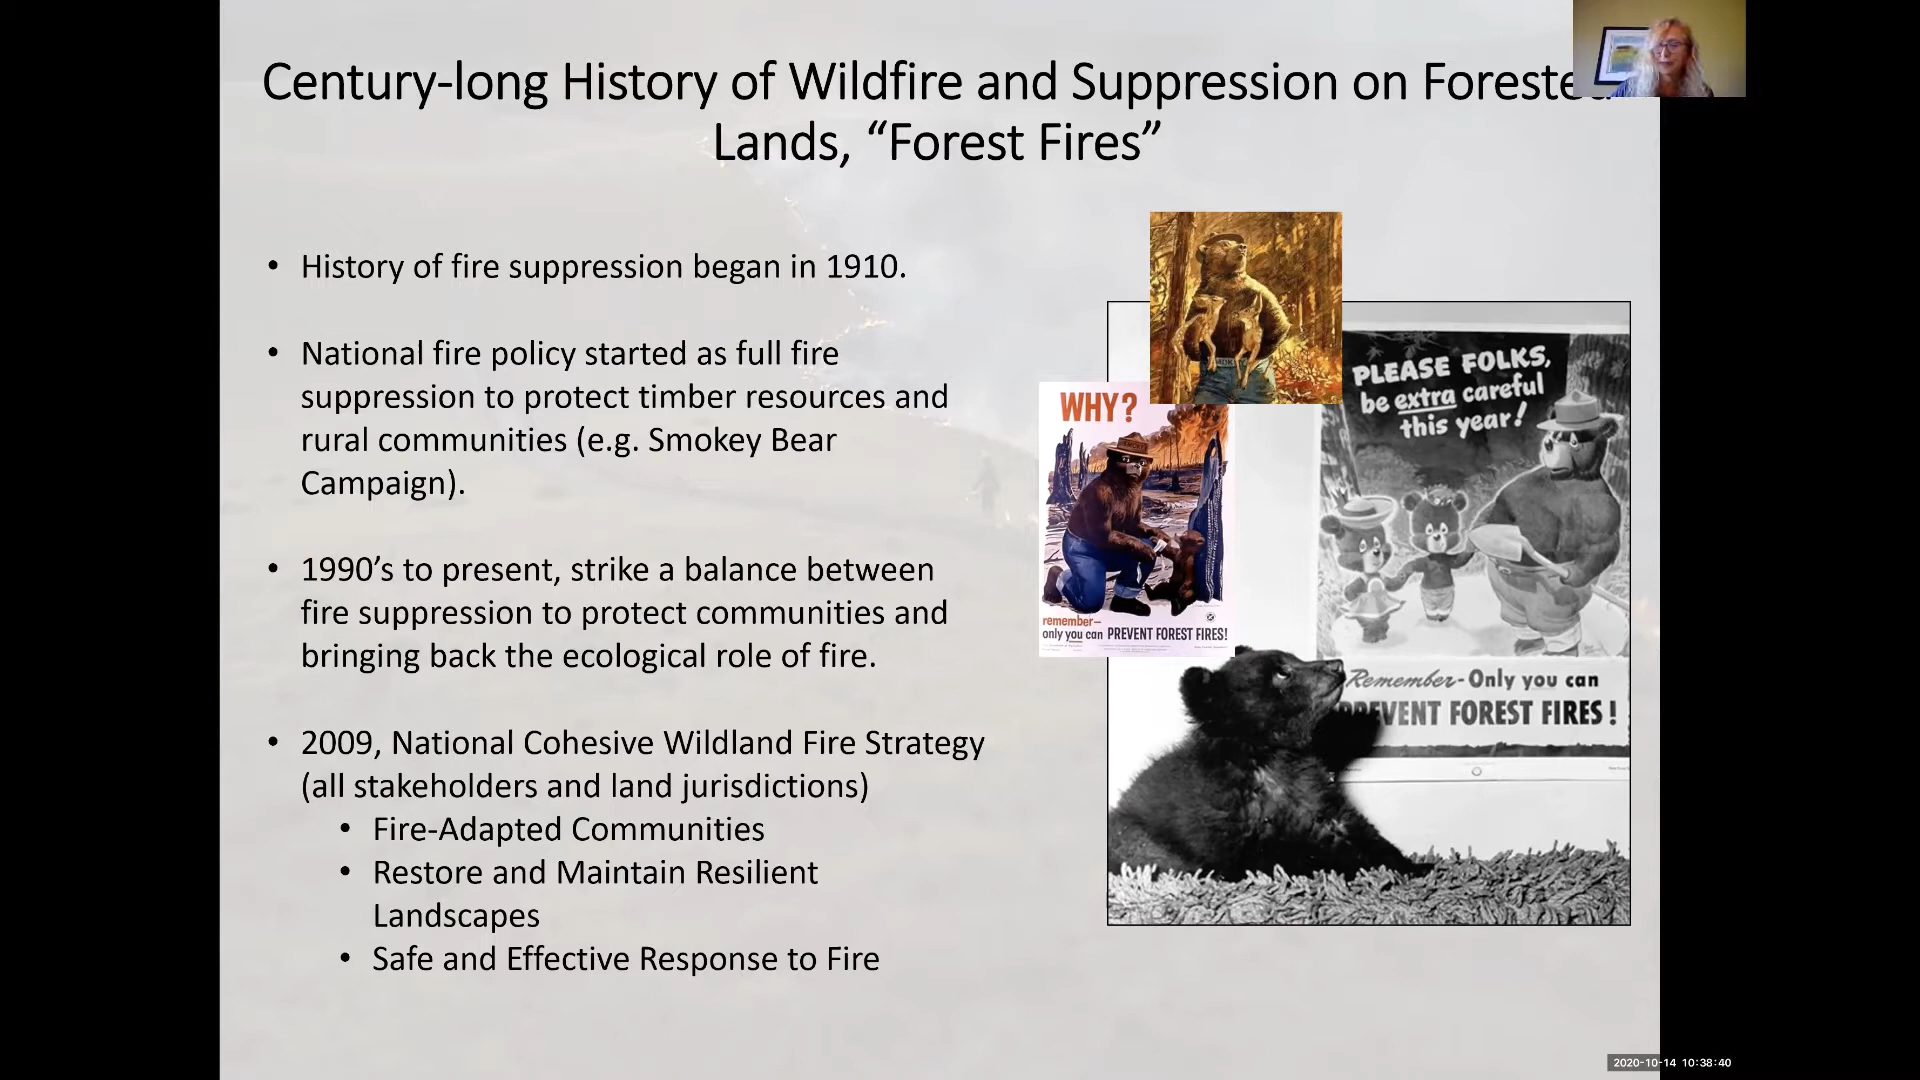 Century-long History of Wildfire and Suppression on Forested
Lands, “Forest Fires”
• History of fire suppression began in 1910.
• National fire policy started as full fire
suppression to protect timber resources and
rural communities (e.g. Smokey Bear
Campaign).
• 1990’s to present, strike a balance between
fire suppression to protect communities and
bringing back the ecological role of fire.
• 2009, National Cohesive Wildland Fire Strategy
(all stakeholders and land jurisdictions)
• Fire-Adapted Communities
• Restore and Maintain Resilient
Landscapes
• Safe and Effective Response to Fire
WHY?
remember–
only you can PREVENT FOREST FIRES!
PLEASE FOLKS,
be extra careful
this year!
Remember- Only you can
PREVENT FOREST FIRES!
2020-10-14 10:38:40